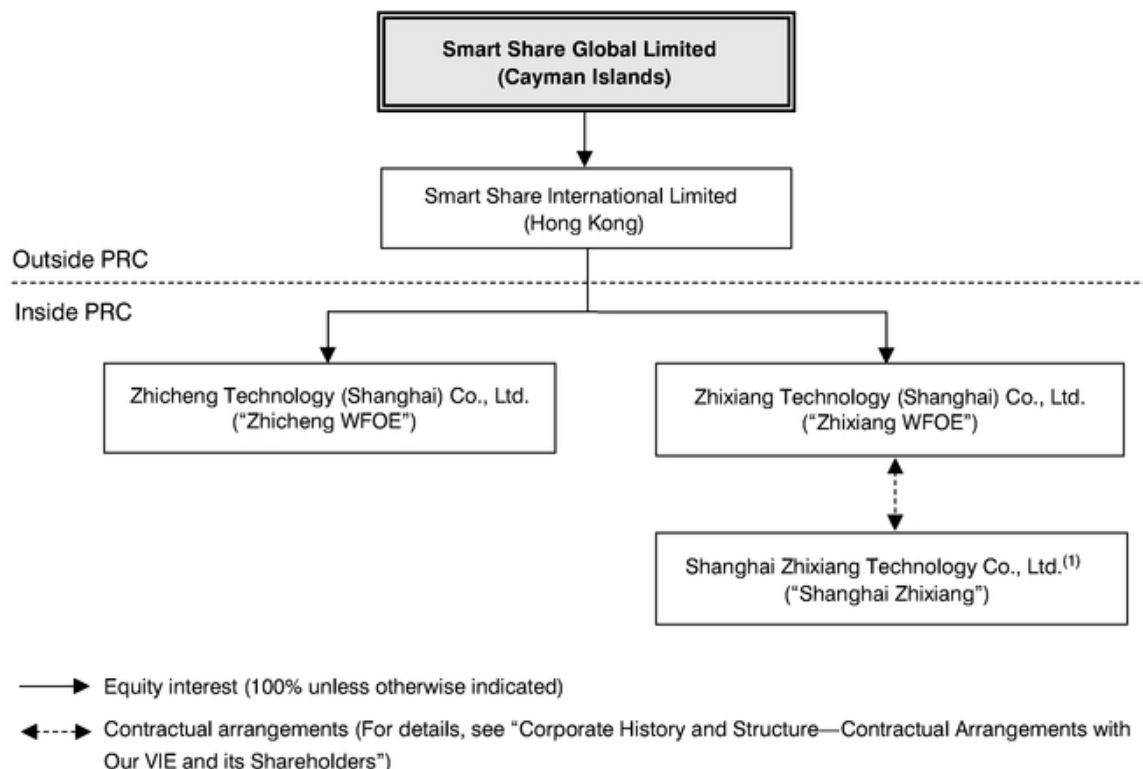 Smart Share Global Limited
(Cayman Islands)
Smart Share International Limited
(Hong Kong)
Outside PRC
Inside PRC
Zhicheng Technology (Shanghai) Co., Ltd.
(“Zhicheng WFOE”)
Zhixiang Technology (Shanghai) Co., Ltd.
(“Zhixiang WFOE”)
Shanghai Zhixiang Technology Co., Ltd.(1)
(“Shanghai Zhixiang”)
Equity interest (100% unless otherwise indicated)
Contractual arrangements (For details, see “Corporate History and Structure—Contractual Arrangements with
Our VIE and its Shareholders”)